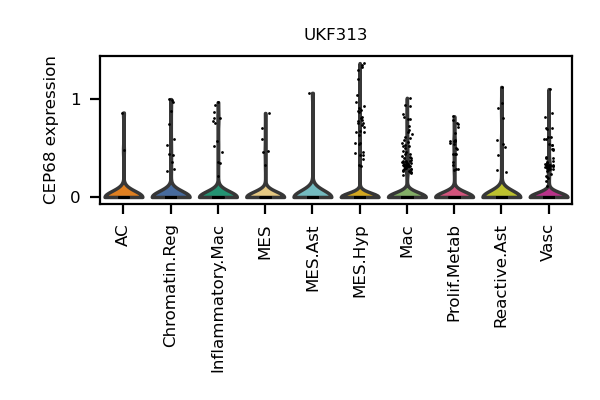 UKF313
CEP68 expression
1
0
AC
Chromatin.Reg
Inflammatory.Mac
MES
MES.Ast
MES.Hyp
Mac
Prolif.Metab
Reactive.Ast
Vasc